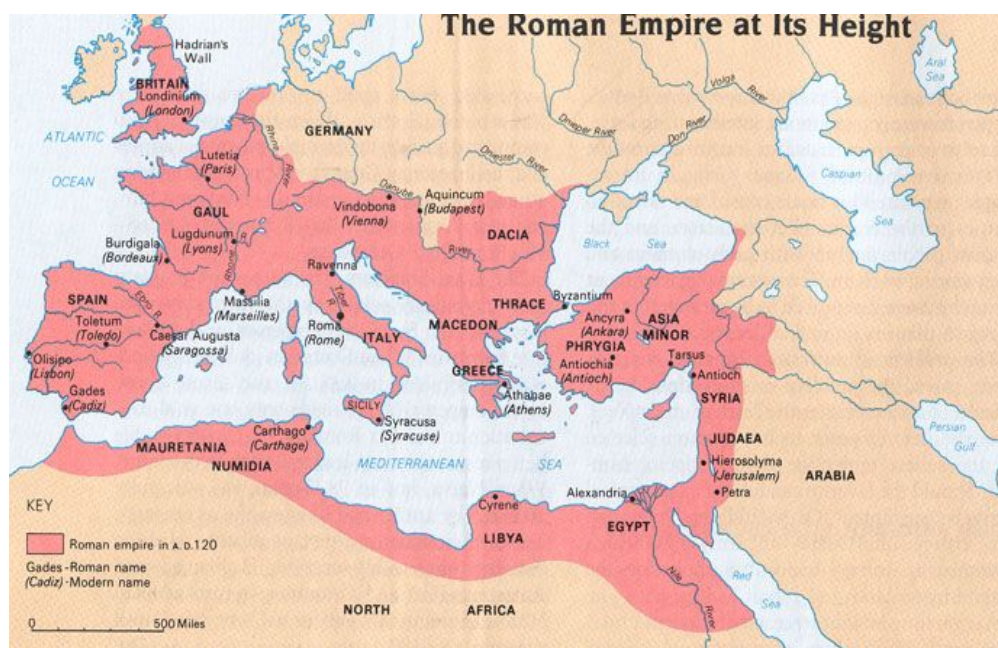 The Roman Empire at Its Height
Hadrian's
Wall
BRITAIN
Londinium
(London)
ATLANTIC
OCEAN
GERMANY
Rhine
River
Lutetia
(Paris)
GAUL
Lugdunum
(Lyons)
Rhone
R.
Burdigala
(Bordeaux)
Danube
River
Vindobona
(Vienna)
Aquincum
(Budapest)
DACIA
Dniester River
Dnieper River
Don River
Volga River
Aral
Sea
Caspian
Sea
Black Sea
Ravenna
Tiber
R.
Roma
(Rome)
ITALY
Massilia
(Marseilles)
SPAIN
Ebro R.
Toletum
(Toledo)
Caesar Augusta
(Saragossa)
Olisipo
(Lisbon)
Gades
(Cadiz)
THRACE
Byzantium
MACEDON
GREECE
Athanae
(Athens)
Ancyra
(Ankara)
ASIA
MINOR
PHRYGIA
Antiochia
(Antioch)
Tarsus
Antioch
SYRIA
SICILY
Syracusa
(Syracuse)
Carthago
(Carthage)
MAURETANIA
NUMIDIA
MEDITERRANEAN SEA
JUDAEA
Hierosolyma
(Jerusalem)
Petra
ARABIA
Persian
Gulf
Alexandria
EGYPT
Cyrene
LIBYA
Nile
River
Red
Sea
NORTH AFRICA
KEY
Roman empire in A.D.120
Gades-Roman name
(Cadiz)-Modern name
0 500 Miles